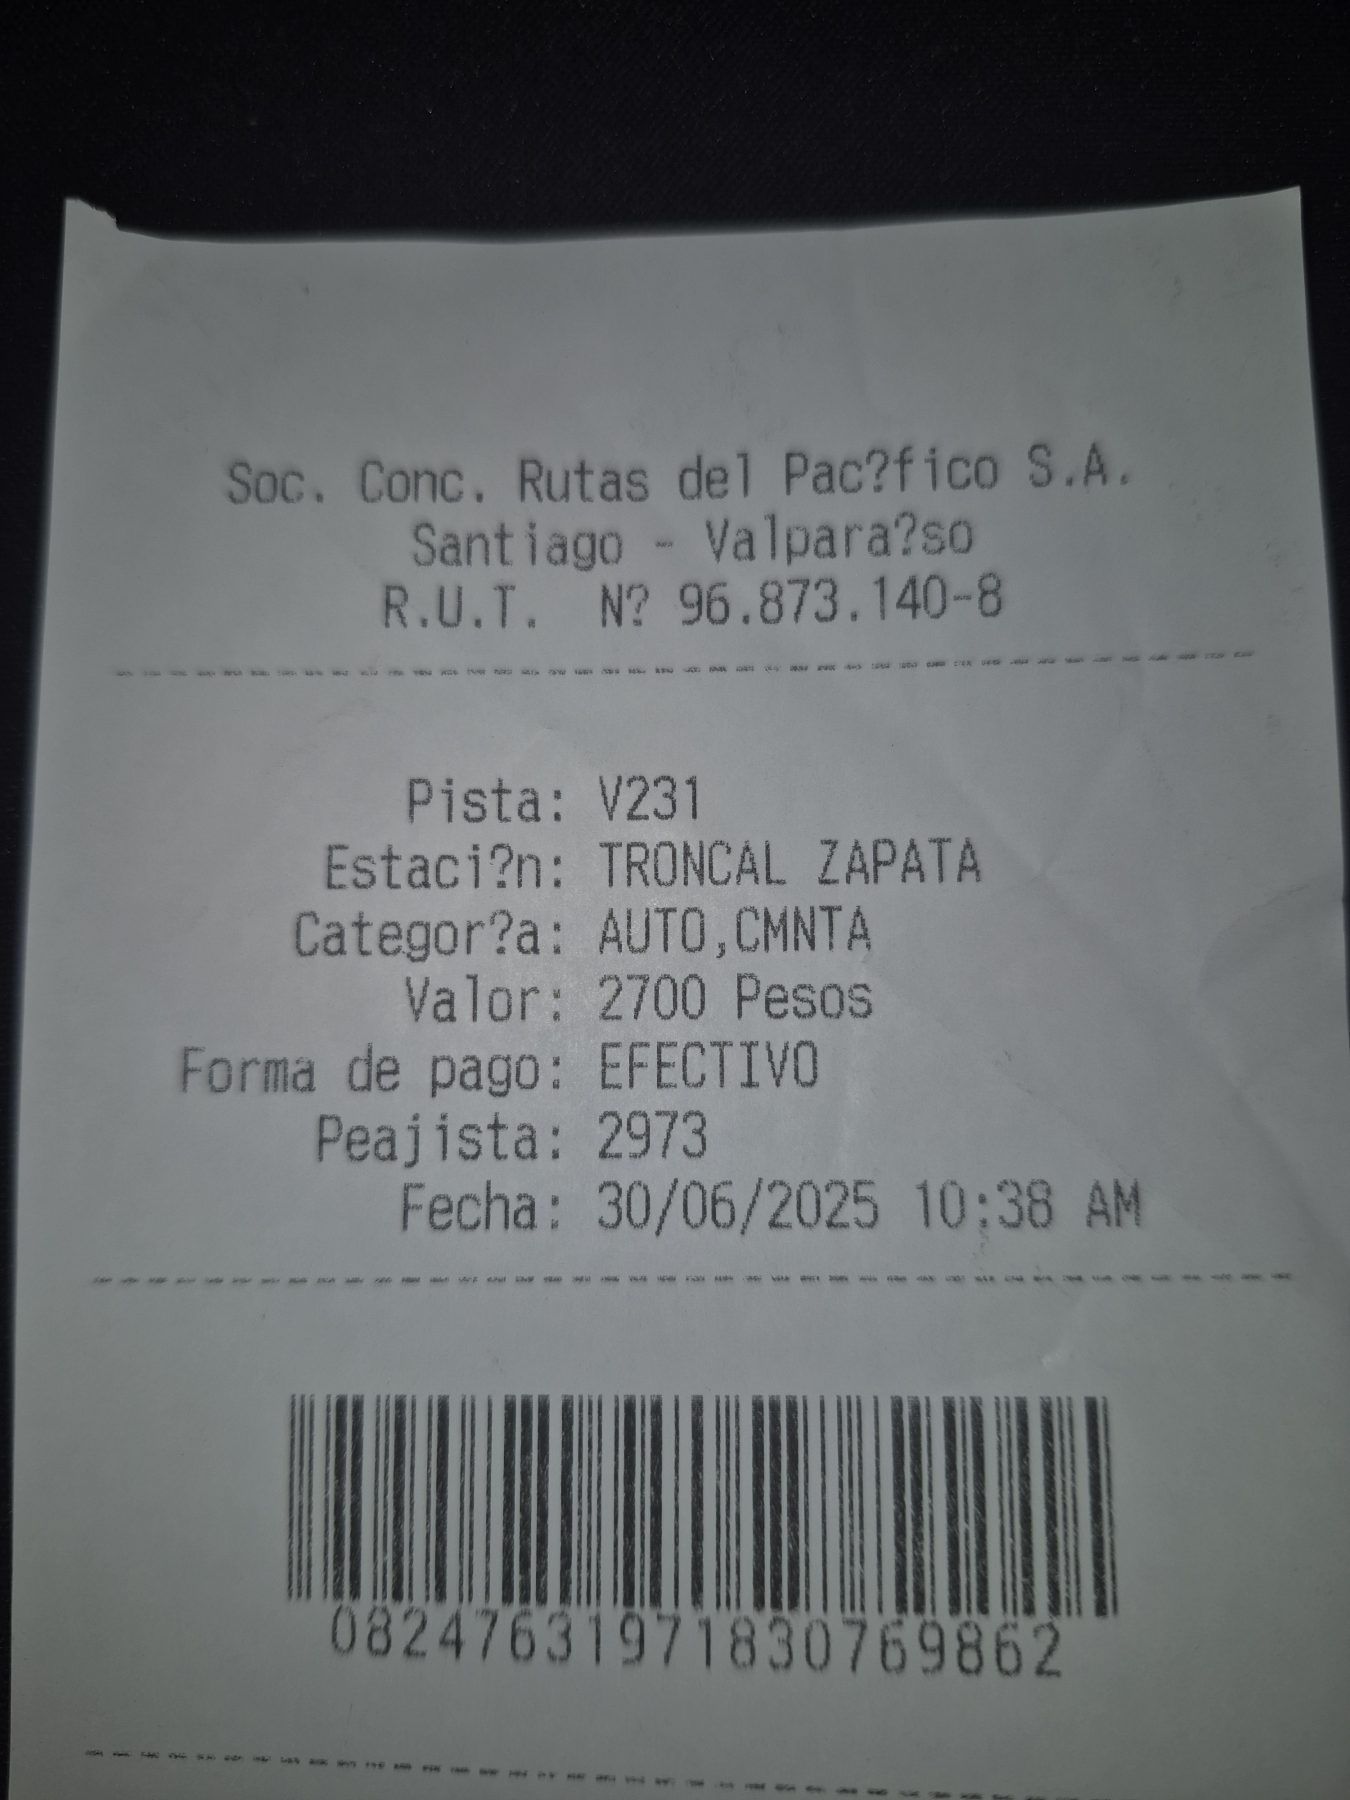 Soc. Conc. Rutas del Pac?fico S.A.
Santiago - Valpara?so
R.U.T. N? 96.873.140-8
Pista: V231
Estaci?n: TRONCAL ZAPATA
Categor?a: AUTO,CMNTA
Valor: 2700 Pesos
Forma de pago: EFECTIVO
Peajista: 2973
Fecha: 30/06/2025 10:38 AM
08247631971830769862